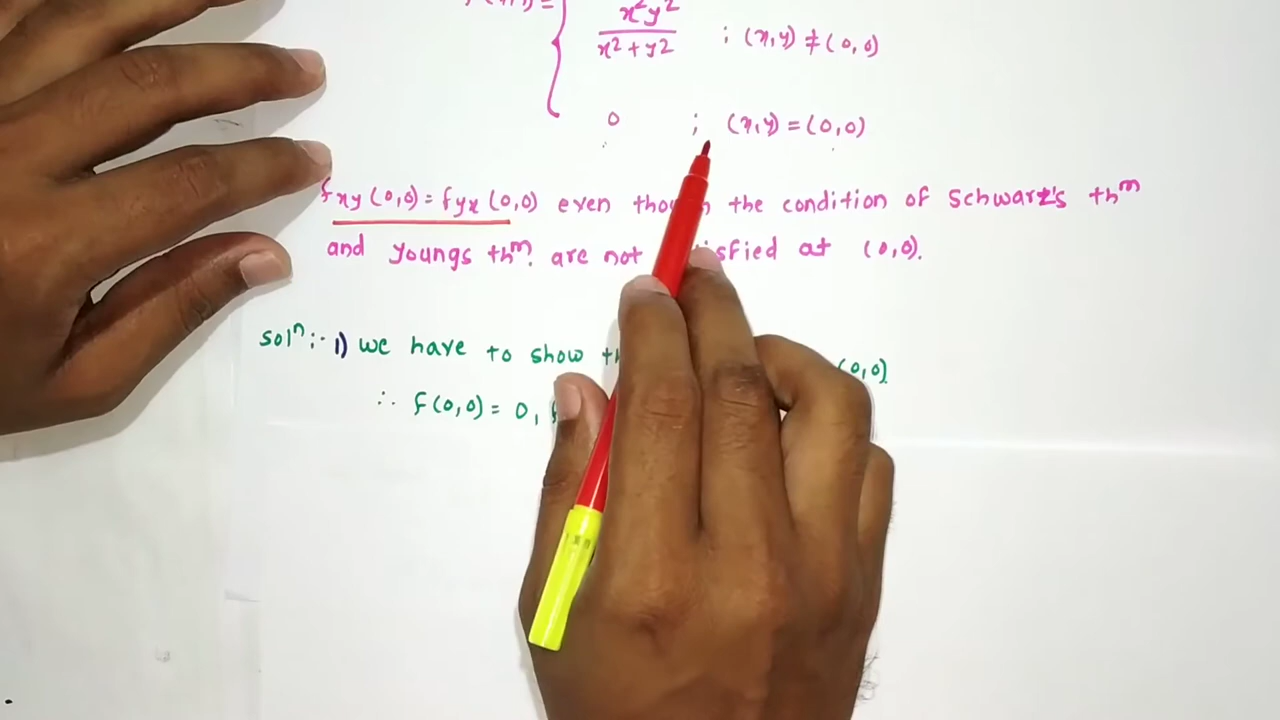 x²y²
x² + y² ; (x,y) ≠ (0,0)
0 ; (x,y) = (0,0)
fxy (0,0) = fyx (0,0) even the condition of Schwartz's thᵐ
and Youngs thᵐ. are not at (0,0).
solⁿ :- 1) we have to show (0,0)
∴ f(0,0) = 0,